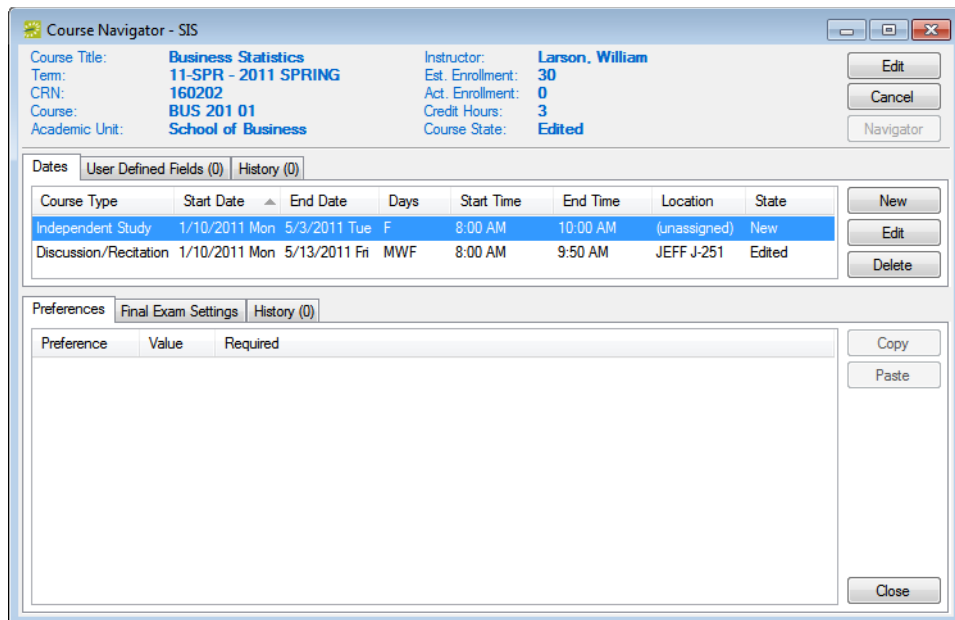 Course Navigator - SIS
Course Title: Business Statistics Instructor: Larson, William Edit
Term: 11-SPR - 2011 SPRING Est. Enrollment: 30
CRN: 160202 Act. Enrollment: 0 Cancel
Course: BUS 201 01 Credit Hours: 3
Academic Unit: School of Business Course State: Edited Navigator
Dates User Defined Fields (0) History (0)
Course Type Start Date End Date Days Start Time End Time Location State New
Independent Study 1/10/2011 Mon 5/3/2011 Tue F 8:00 AM 10:00 AM (unassigned) New Edit
Discussion/Recitation 1/10/2011 Mon 5/13/2011 Fri MWF 8:00 AM 9:50 AM JEFF J-251 Edited
Delete
Preferences Final Exam Settings History (0)
Preference Value Required Copy
Paste
Close